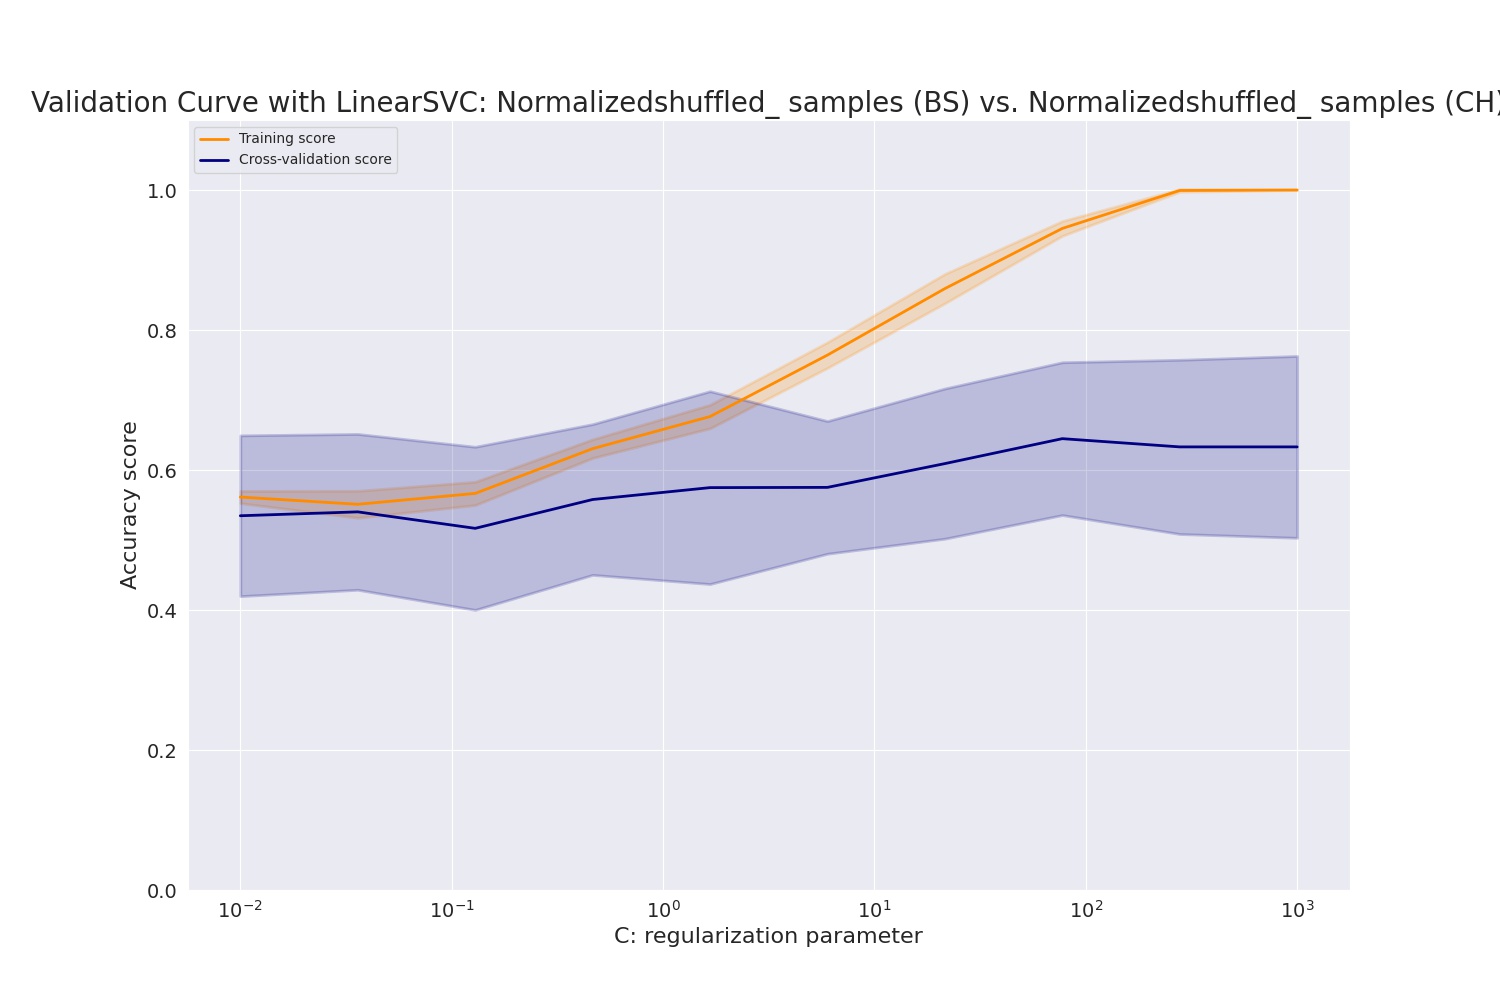 Validation Curve with LinearSVC: Normalizedshuffled_ samples (BS) vs. Normalizedshuffled_ samples (CH)
Training score
Cross-validation score
1.0
0.8
0.6
0.4
0.2
0.0
Accuracy score
10⁻² 10⁻¹ 10⁰ 10¹ 10² 10³
C: regularization parameter